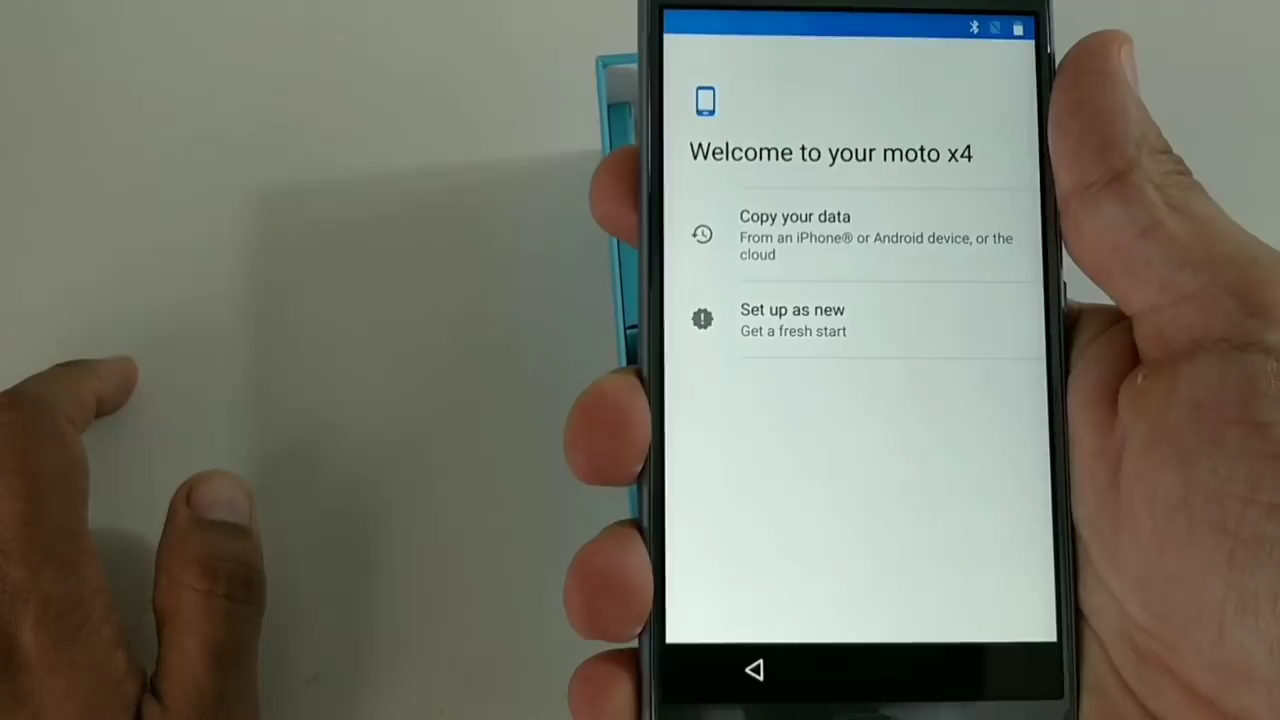 Welcome to your moto x4
Copy your data
From an iPhone® or Android device, or the
cloud
Set up as new
Get a fresh start